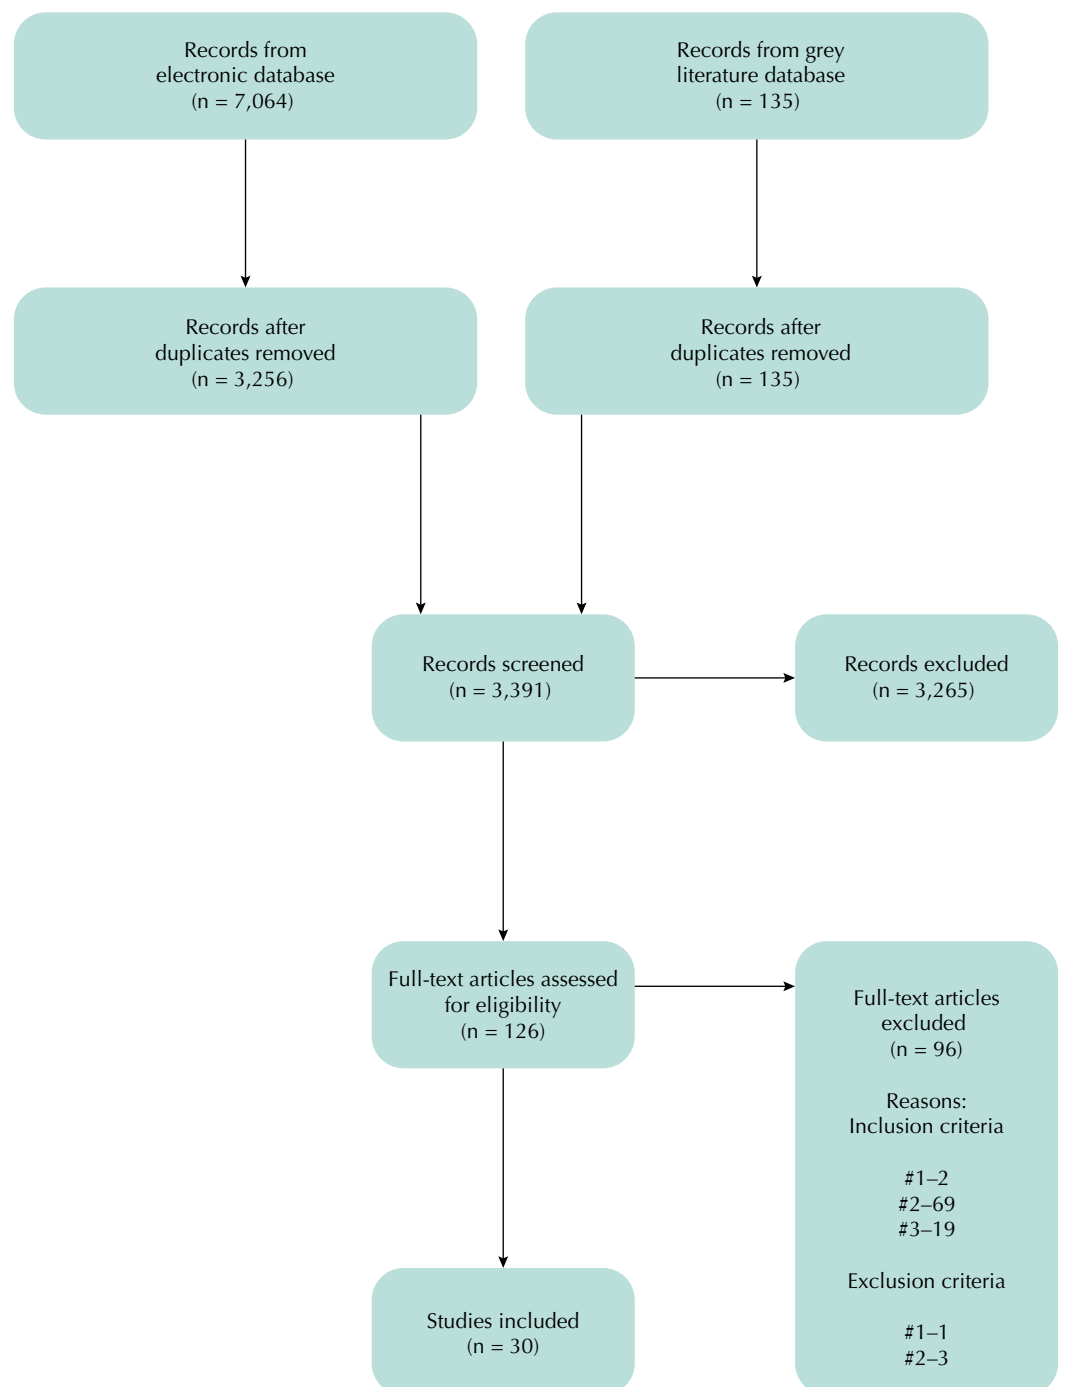 Records from
electronic database
(n = 7,064)
Records from grey
literature database
(n = 135)
Records after
duplicates removed
(n = 3,256)
Records after
duplicates removed
(n = 135)
Records screened
(n = 3,391)
Records excluded
(n = 3,265)
Full-text articles assessed
for eligibility
(n = 126)
Full-text articles
excluded
(n = 96)
Reasons:
Inclusion criteria
#1–2
#2–69
#3–19
Exclusion criteria
#1–1
#2–3
Studies included
(n = 30)